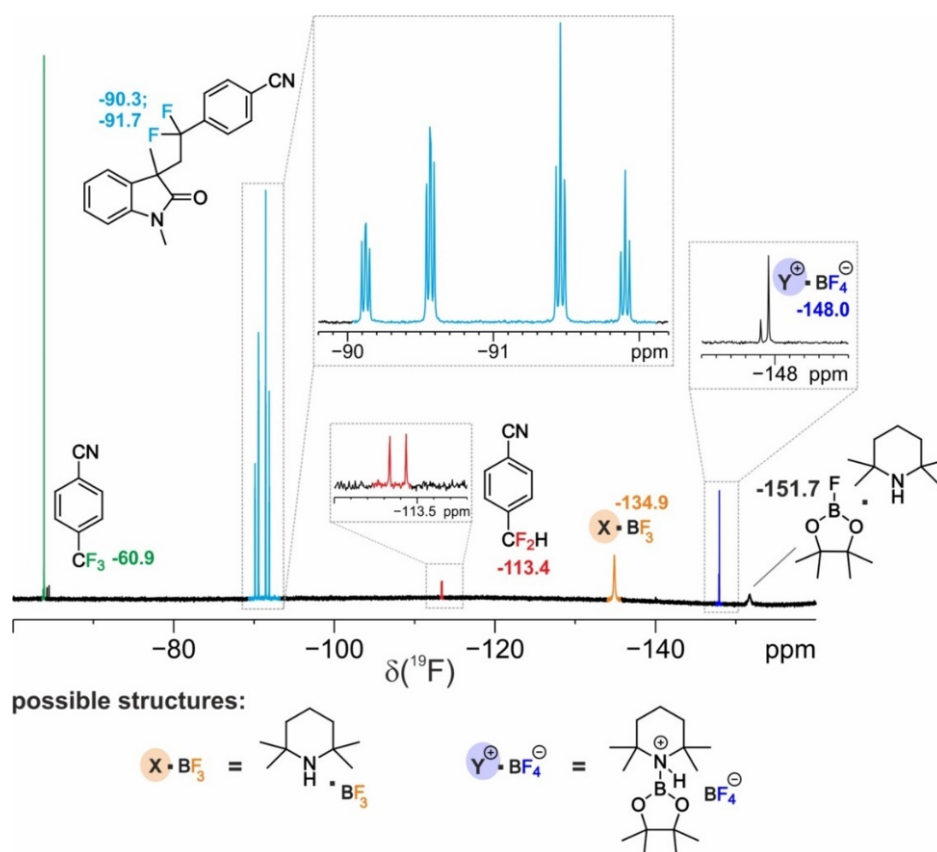 -90.3;
-91.7
CN
F
F
O
N
-90
-91
ppm
Y⊕ ▪ BF4⊖
-148.0
-148 ppm
CN
CF3 -60.9
-113.5 ppm
CN
CF2H
-113.4
-134.9
X ▪ BF3
-151.7
N
H
F
B
O O
-80
-100
-120
-140
ppm
δ(19F)
possible structures:
X ▪ BF3 = N
H
▪ BF3
Y⊕ ▪ BF4⊖ = ⊕
N
H
B
O O
BF4⊖